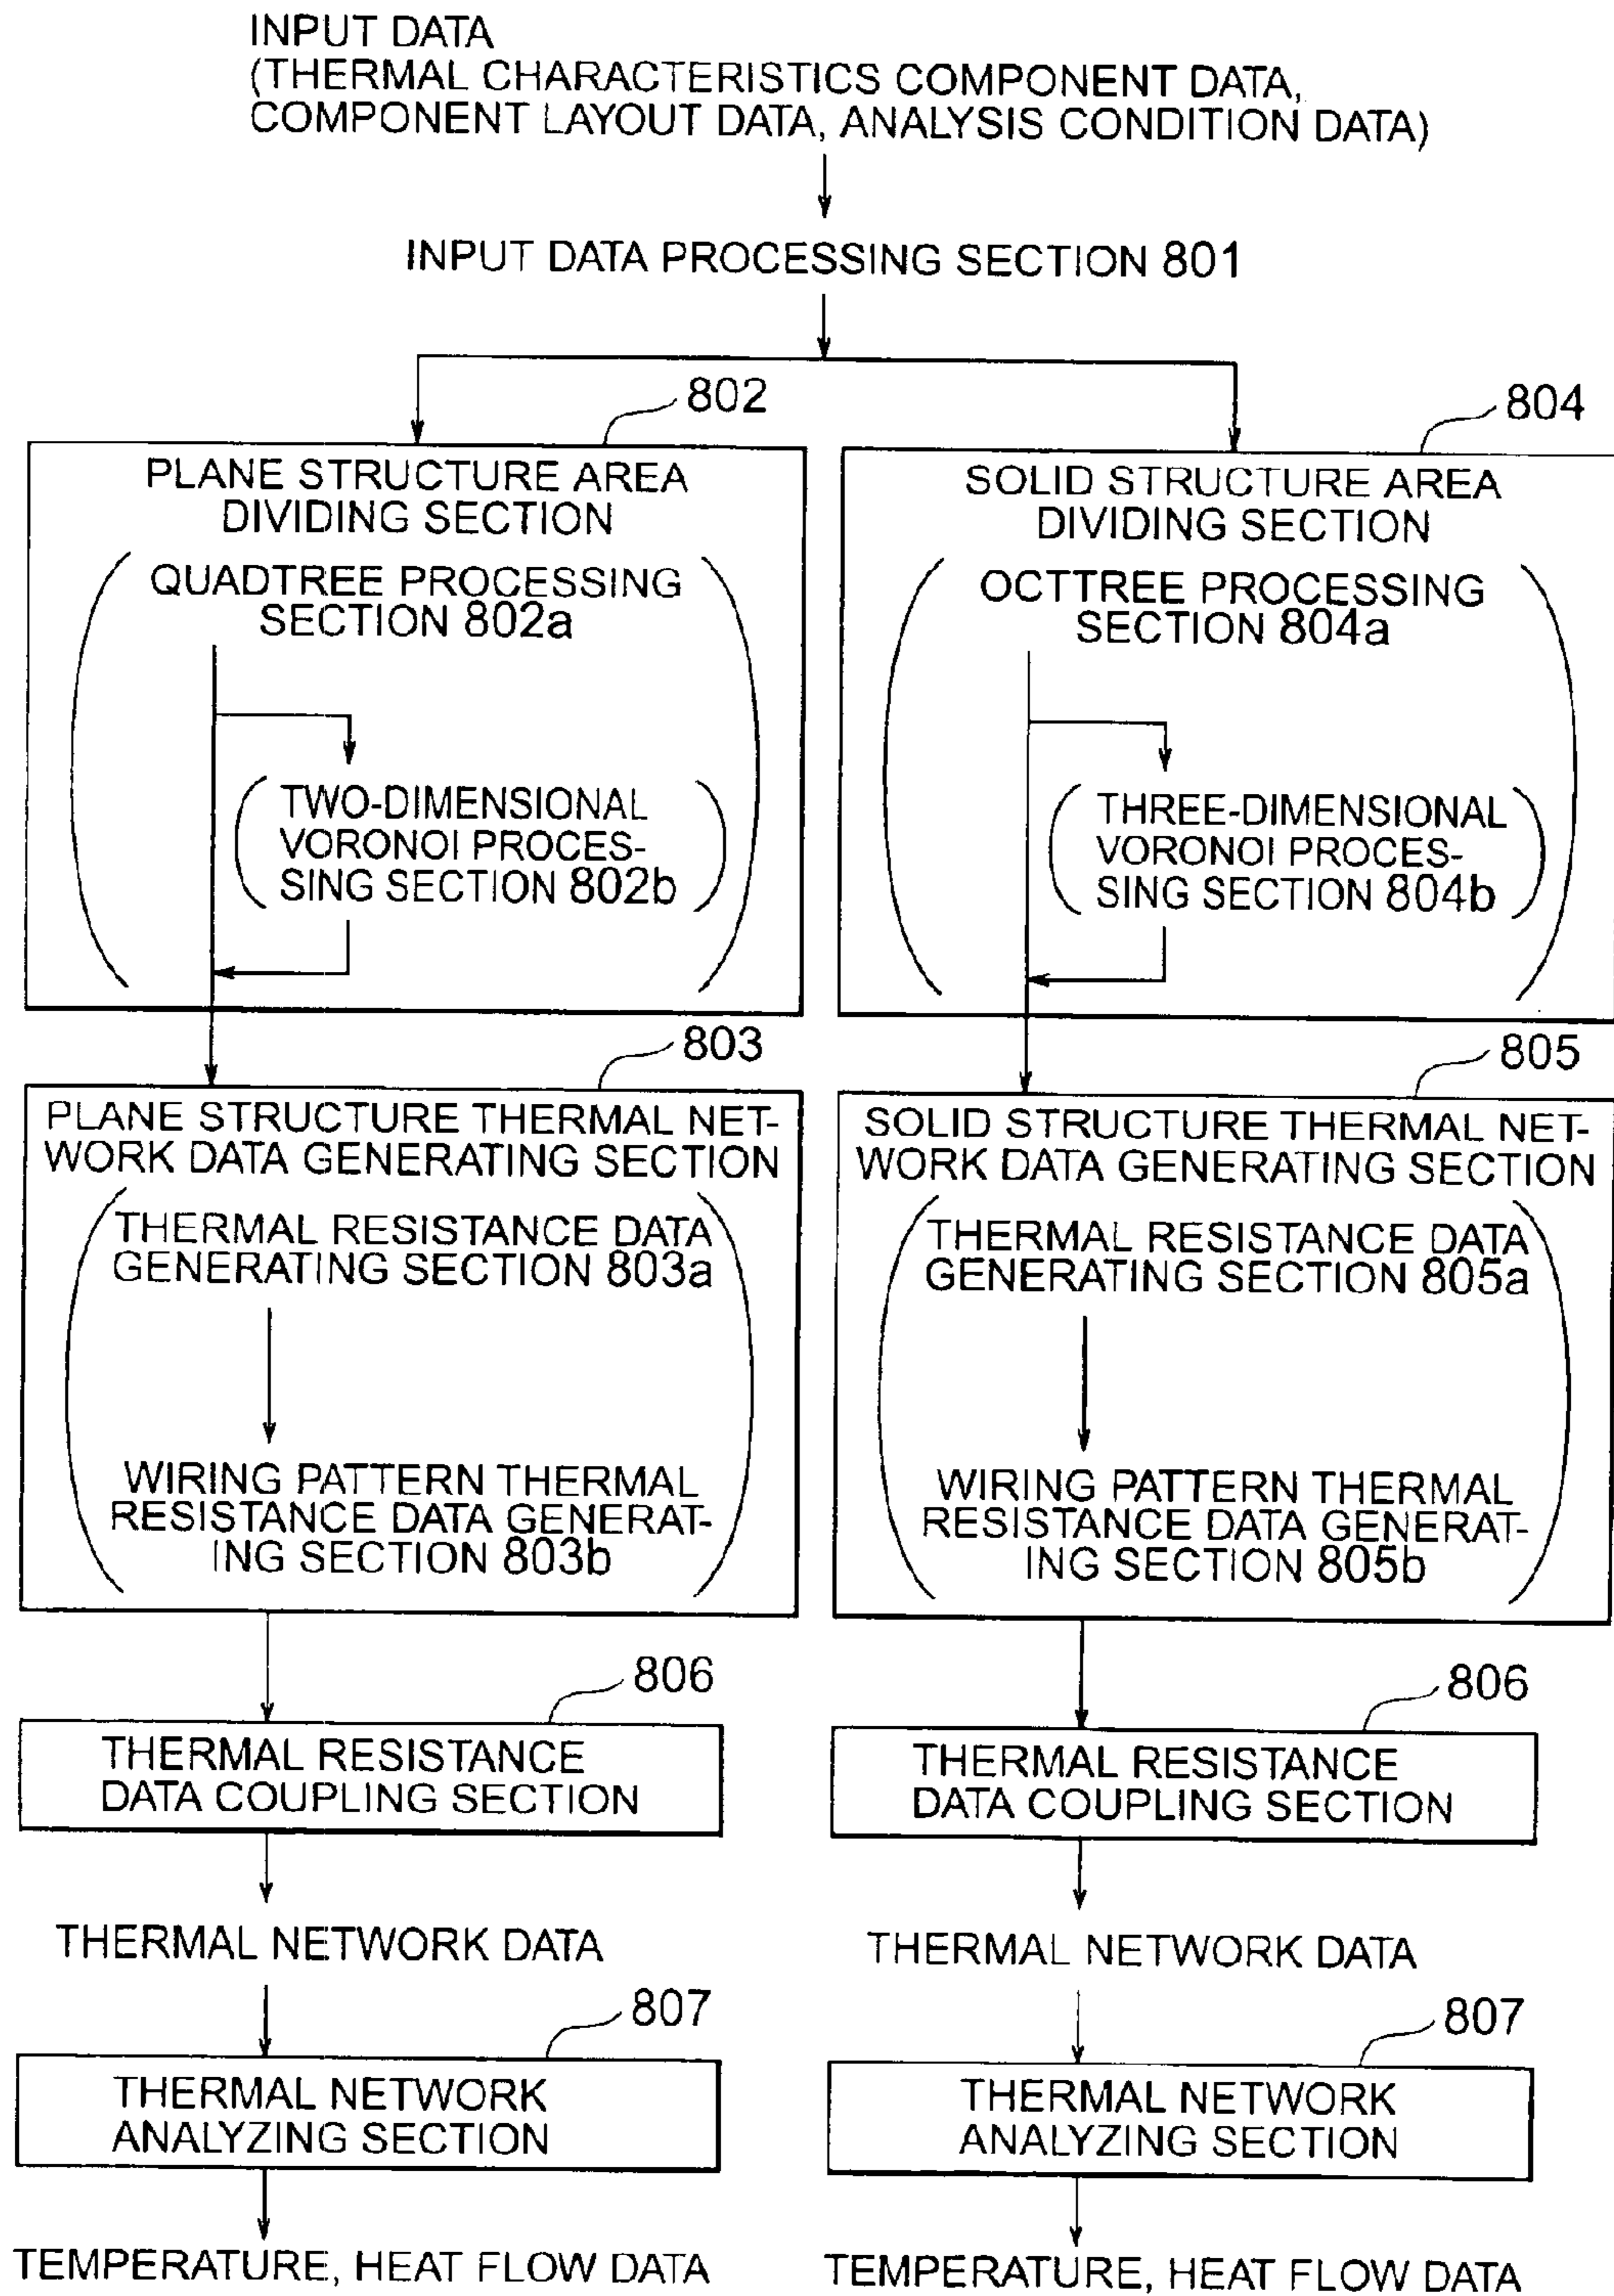 INPUT DATA
(THERMAL CHARACTERISTICS COMPONENT DATA,
COMPONENT LAYOUT DATA, ANALYSIS CONDITION DATA)
INPUT DATA PROCESSING SECTION 801
802
PLANE STRUCTURE AREA
DIVIDING SECTION
QUADTREE PROCESSING
SECTION 802a
TWO-DIMENSIONAL
VORONOI PROCES-
SING SECTION 802b
803
PLANE STRUCTURE THERMAL NET-
WORK DATA GENERATING SECTION
THERMAL RESISTANCE DATA
GENERATING SECTION 803a
WIRING PATTERN THERMAL
RESISTANCE DATA GENERAT-
ING SECTION 803b
806
THERMAL RESISTANCE
DATA COUPLING SECTION
THERMAL NETWORK DATA
807
THERMAL NETWORK
ANALYZING SECTION
TEMPERATURE, HEAT FLOW DATA
804
SOLID STRUCTURE AREA
DIVIDING SECTION
OCTTREE PROCESSING
SECTION 804a
THREE-DIMENSIONAL
VORONOI PROCES-
SING SECTION 804b
805
SOLID STRUCTURE THERMAL NET-
WORK DATA GENERATING SECTION
THERMAL RESISTANCE DATA
GENERATING SECTION 805a
WIRING PATTERN THERMAL
RESISTANCE DATA GENERAT-
ING SECTION 805b
806
THERMAL RESISTANCE
DATA COUPLING SECTION
THERMAL NETWORK DATA
807
THERMAL NETWORK
ANALYZING SECTION
TEMPERATURE, HEAT FLOW DATA